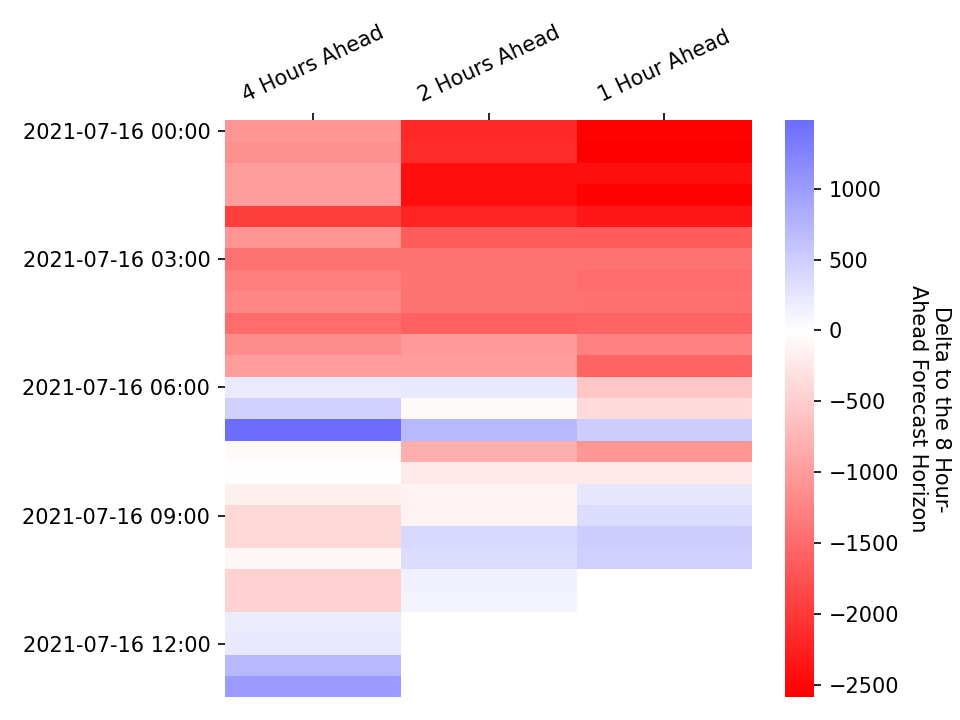 4 Hours Ahead
2 Hours Ahead
1 Hour Ahead
2021-07-16 00:00
2021-07-16 03:00
2021-07-16 06:00
2021-07-16 09:00
2021-07-16 12:00
1000
500
0
−500
−1000
−1500
−2000
−2500
Delta to the 8 Hour-
Ahead Forecast Horizon